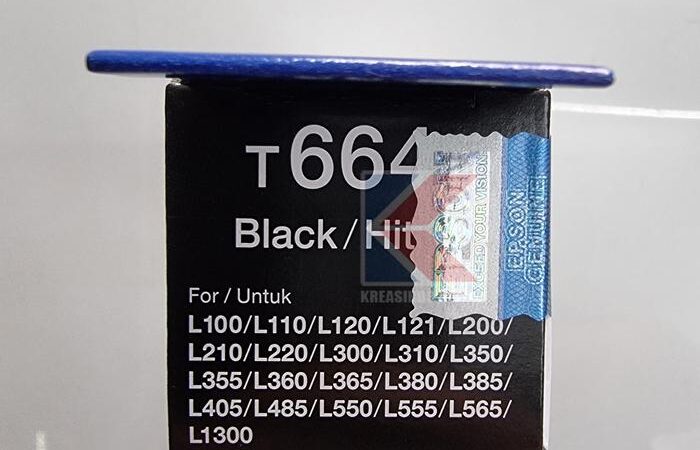 T664
Black/Hit
For / Untuk
L100/L110/L120/L121/L200/
L210/L220/L300/L310/L350/
L355/L360/L365/L380/L385/
L405/L485/L550/L555/L565/
L1300
EPSON
EXCEED YOUR VISION
EPSON
GENUINE